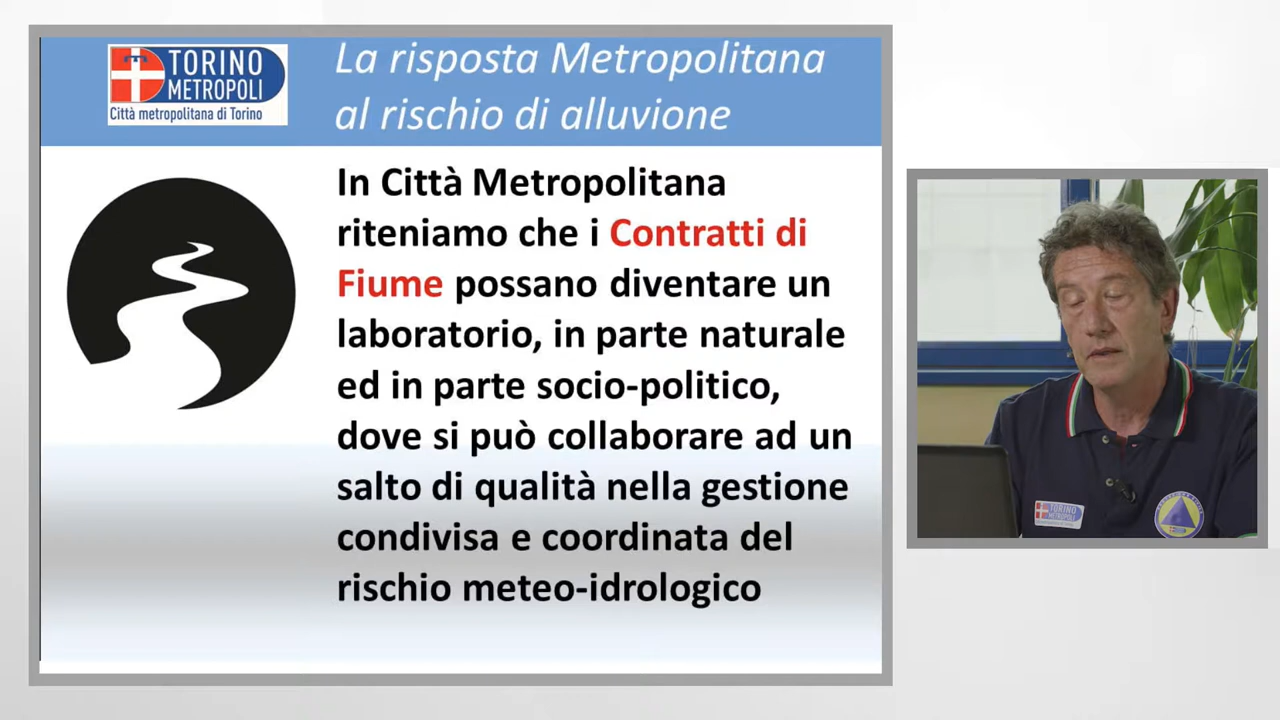 TORINO
METROPOLI
Città metropolitana di Torino
La risposta Metropolitana
al rischio di alluvione
In Città Metropolitana
riteniamo che i Contratti di
Fiume possano diventare un
laboratorio, in parte naturale
ed in parte socio-politico,
dove si può collaborare ad un
salto di qualità nella gestione
condivisa e coordinata del
rischio meteo-idrologico
TORINO
METROPOLI